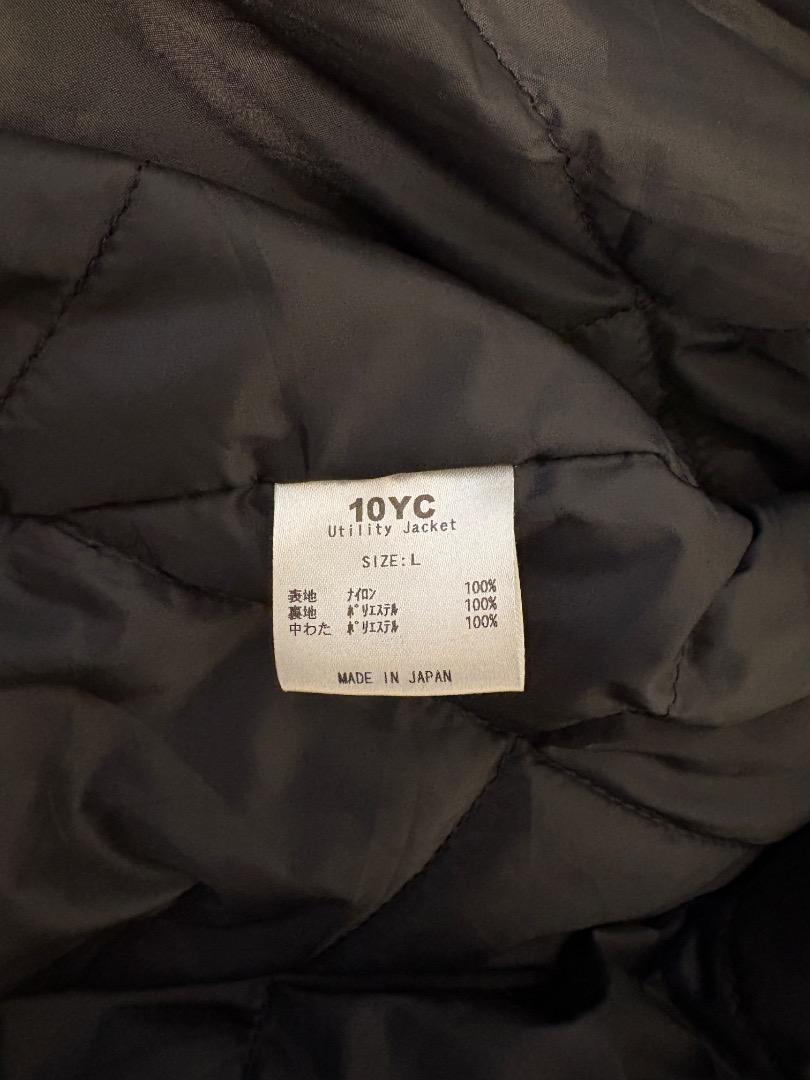 10YC
Utility Jacket
SIZE:L
表地 ナイロン 100%
裏地 ポリエステル 100%
中わた ポリエステル 100%
MADE IN JAPAN